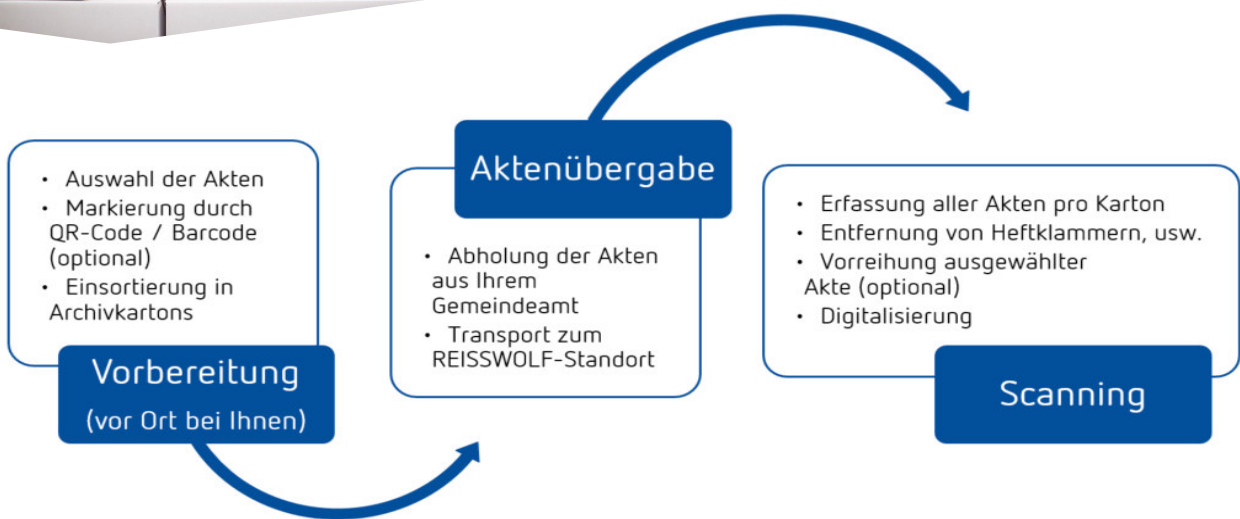 • Auswahl der Akten
• Markierung durch
QR-Code / Barcode
(optional)
• Einsortierung in
Archivkartons
Vorbereitung
(vor Ort bei Ihnen)
Aktenübergabe
• Abholung der Akten
aus Ihrem
Gemeindeamt
• Transport zum
REISSWOLF-Standort
• Erfassung aller Akten pro Karton
• Entfernung von Heftklammern, usw.
• Vorreihung ausgewählter
Akte (optional)
• Digitalisierung
Scanning